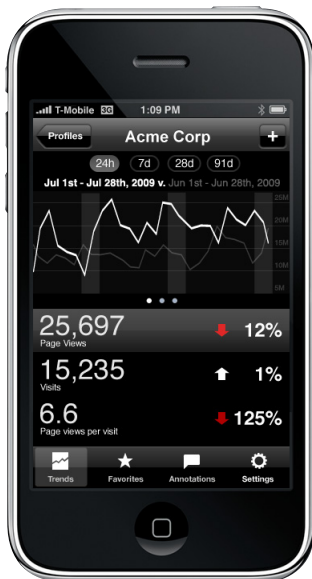 T-Mobile 3G 1:09 PM
Profiles Acme Corp +
24h 7d 28d 91d
Jul 1st - Jul 28th, 2009 v. Jun 1st - Jun 28th, 2009
25M
20M
15M
10M
5M
25,697 12%
Page Views
15,235 1%
Visits
6.6 125%
Page views per visit
Trends Favorites Annotations Settings